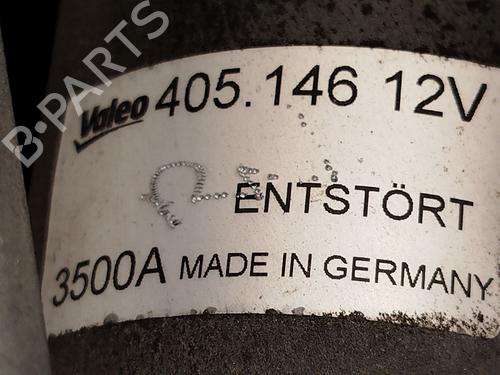 B-PARTS
Valeo 405.146 12V
ENTSTÖRT
3500A MADE IN GERMANY